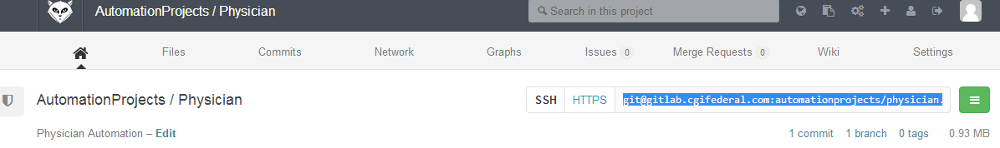 AutomationProjects / Physician Search in this project
Files Commits Network Graphs Issues 0 Merge Requests 0 Wiki Settings
AutomationProjects / Physician SSH HTTPS git@gitlab.cgifederal.com:automationprojects/physician.
Physician Automation – Edit 1 commit 1 branch 0 tags 0.93 MB